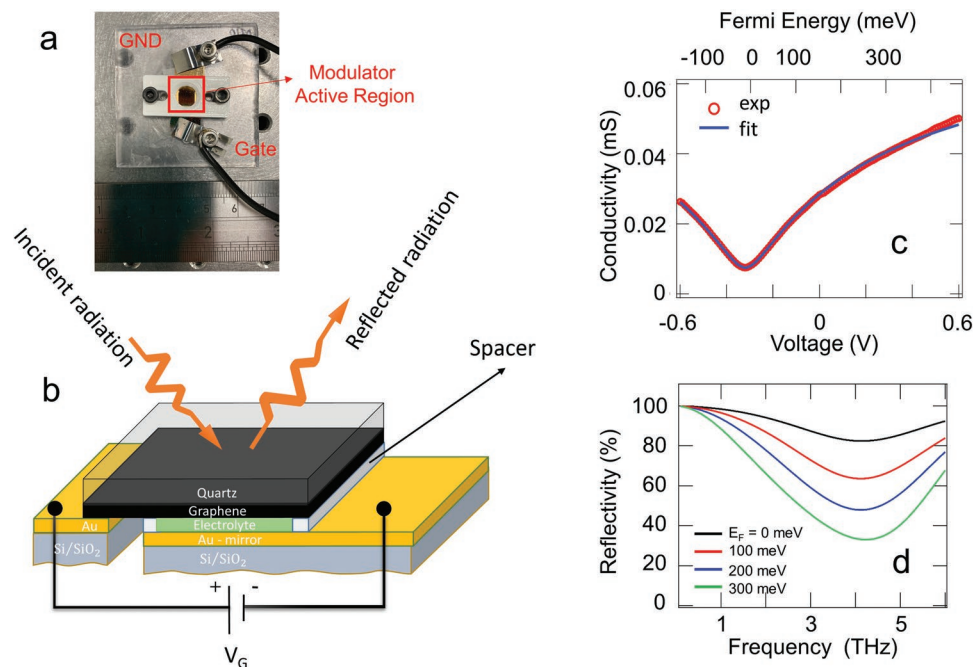 a
GND
Modulator
Active Region
Gate
Incident radiation
Reflected radiation
Spacer
b
Quartz
Graphene
Electrolyte
Au
Au - mirror
Si/SiO2
Si/SiO2
+ -
VG
Fermi Energy (meV)
-100 0 100 300
0.06
0.04
0.02
0
Conductivity (mS)
exp
fit
c
-0.6 0 0.6
Voltage (V)
100
80
60
40
20
0
Reflectivity (%)
EF = 0 meV
100 meV
200 meV
300 meV
d
1 3 5
Frequency (THz)